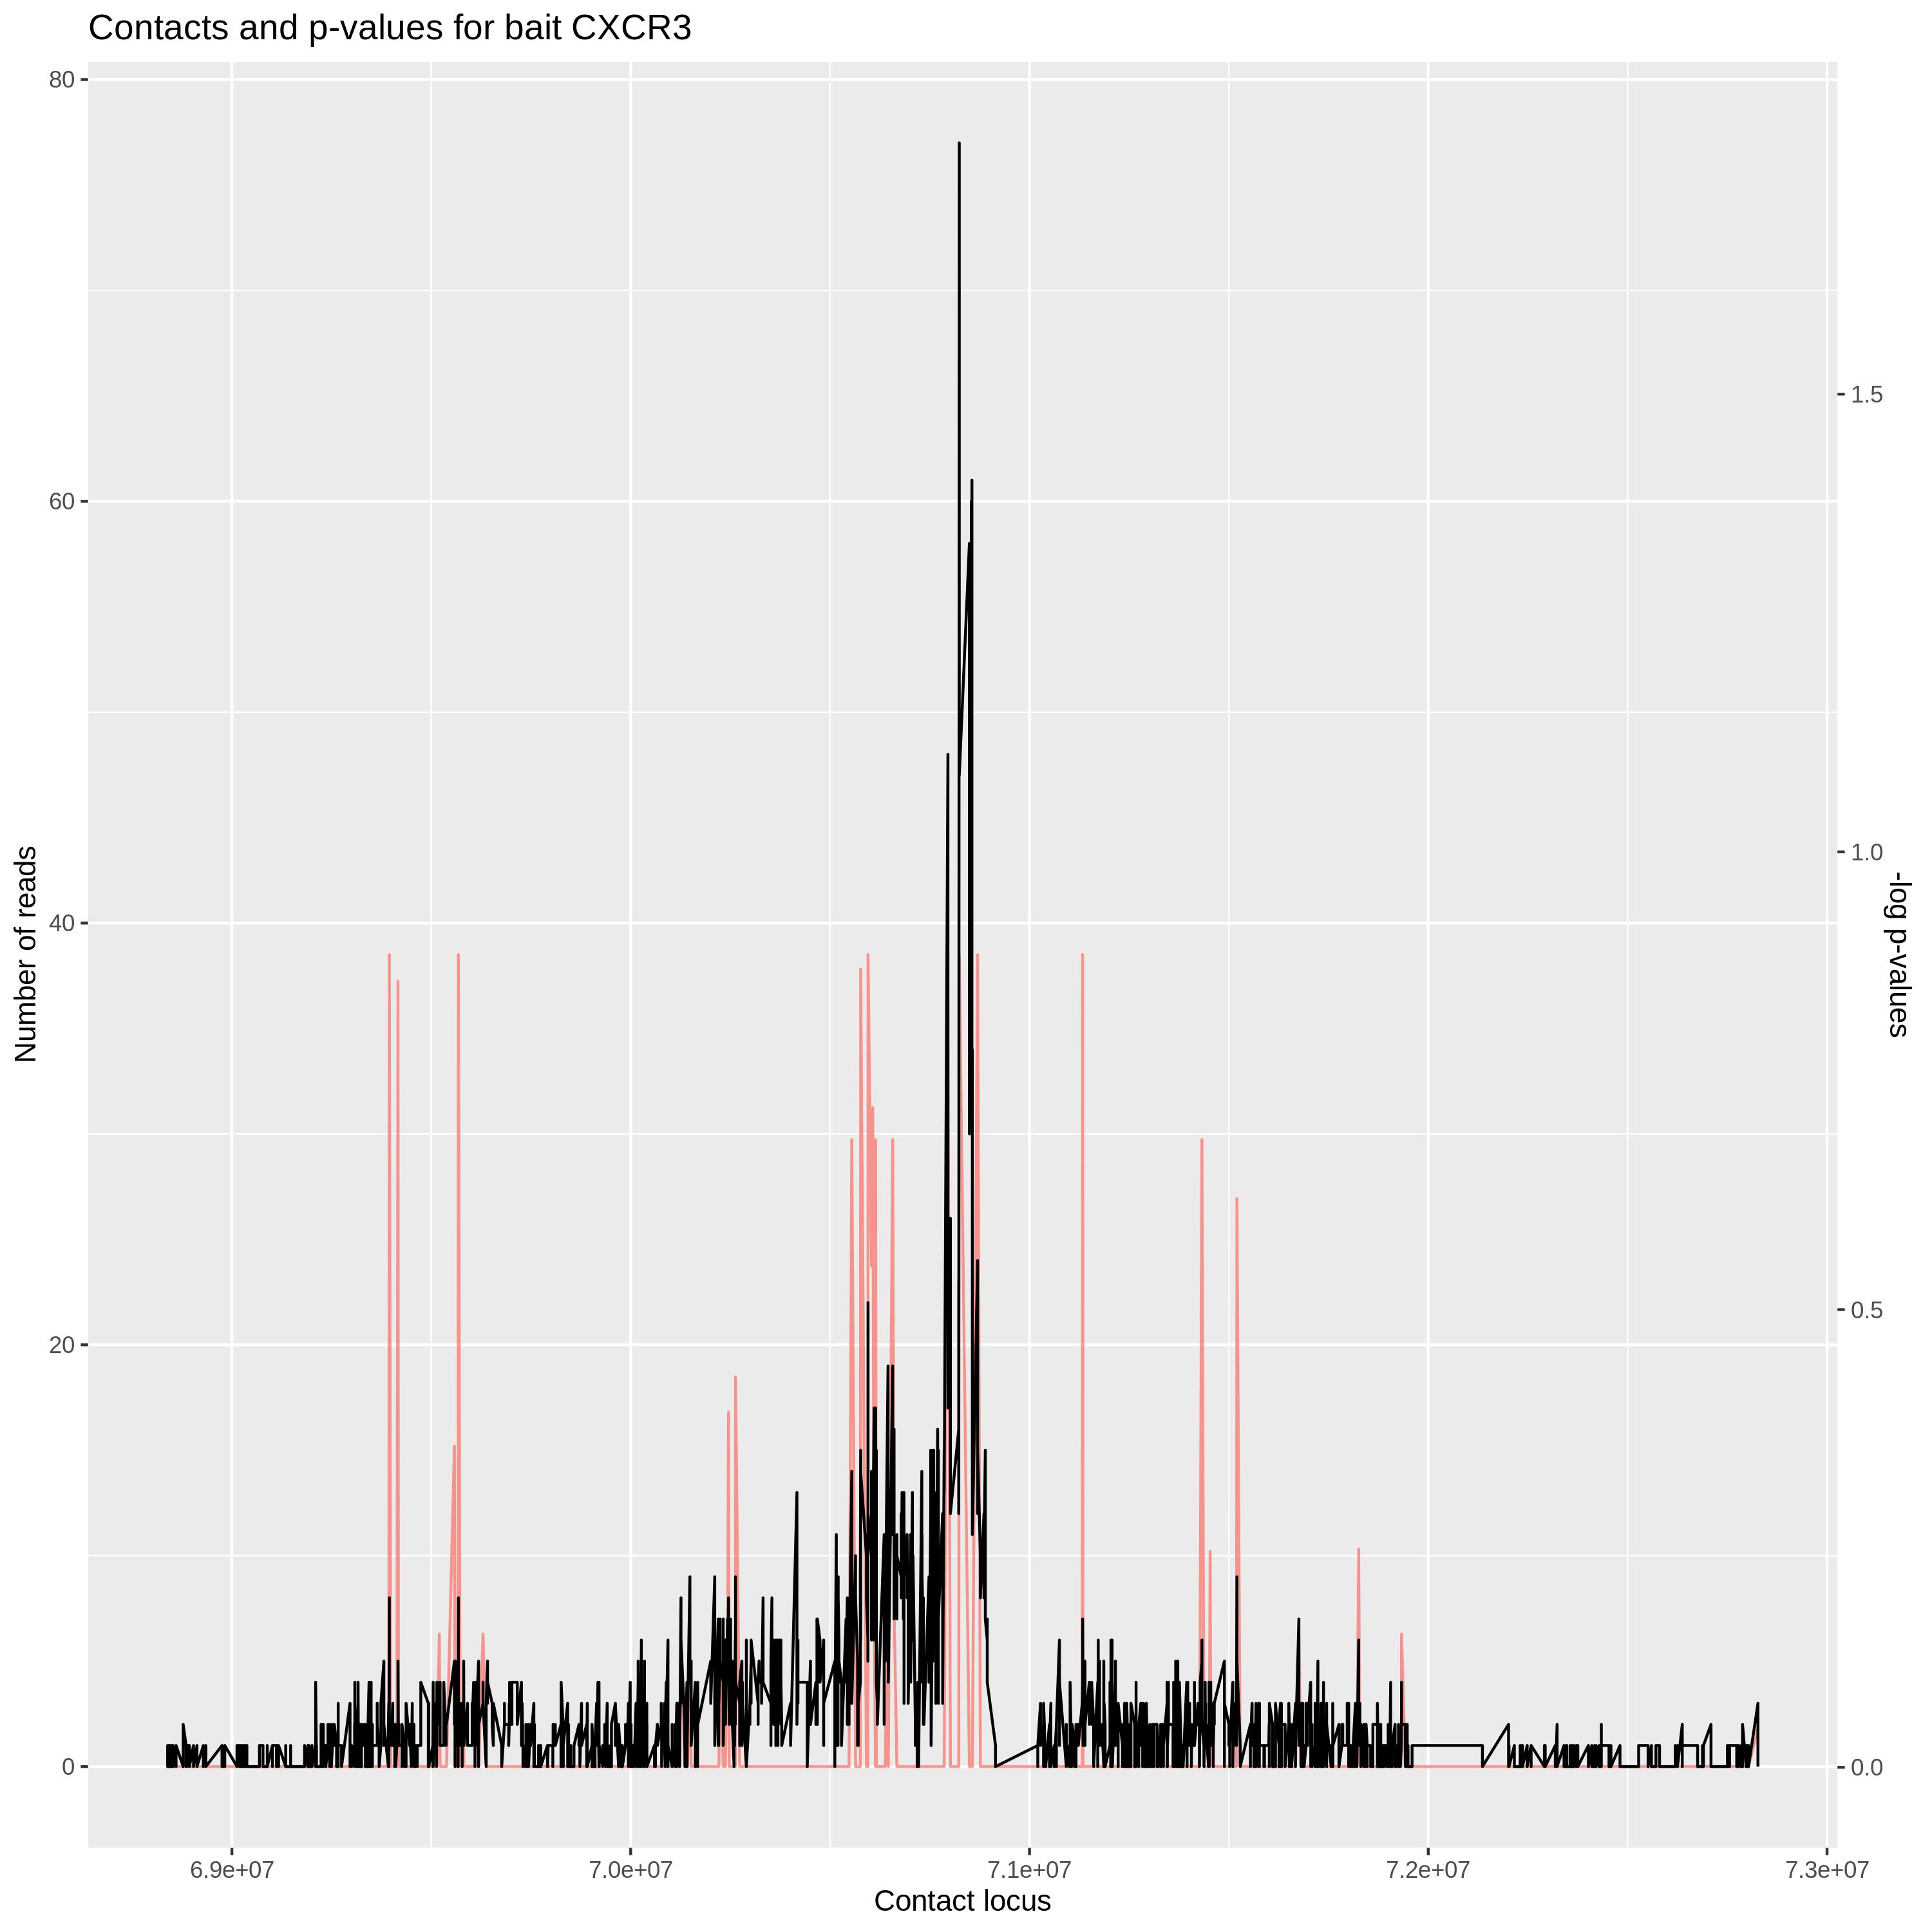 Contacts and p-values for bait CXCR3
80
60
40
20
0
Number of reads
1.5
1.0
0.5
0.0
-log p-values
6.9e+07
7.0e+07
7.1e+07
7.2e+07
7.3e+07
Contact locus